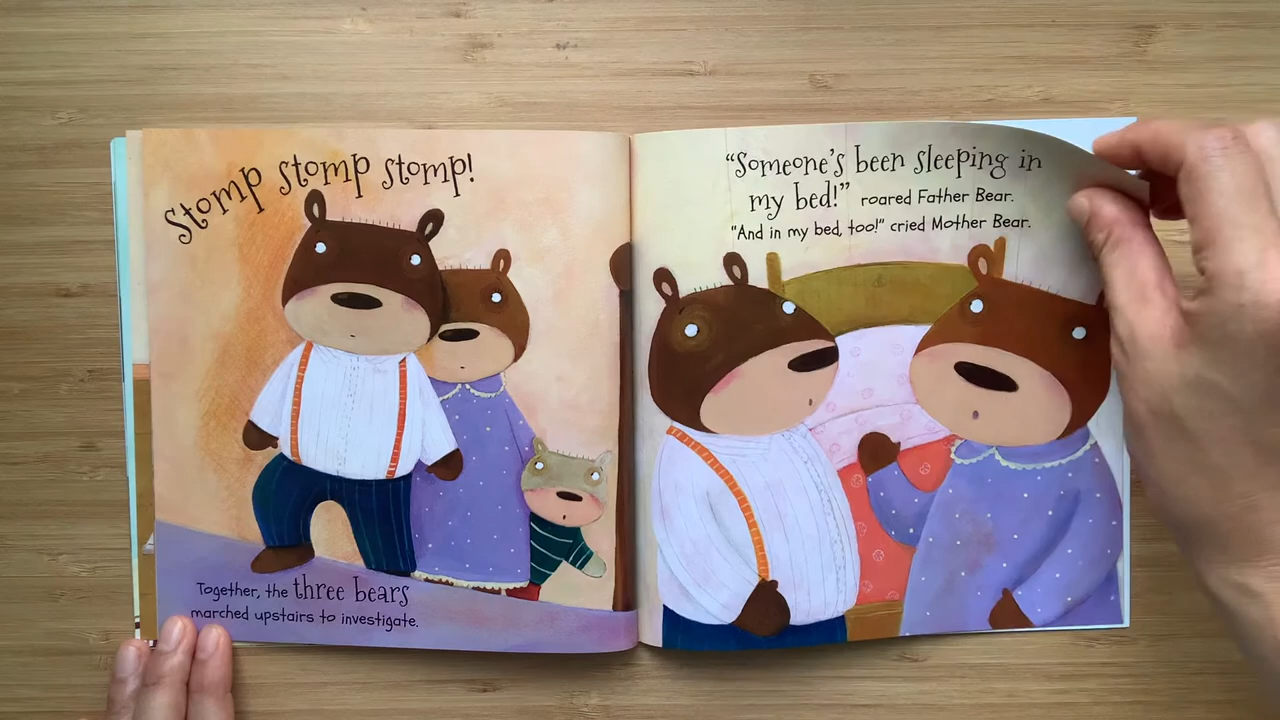 Stomp stomp stomp!
Together, the three bears
marched upstairs to investigate.
“Someone’s been sleeping in
my bed!” roared Father Bear.
“And in my bed, too!” cried Mother Bear.